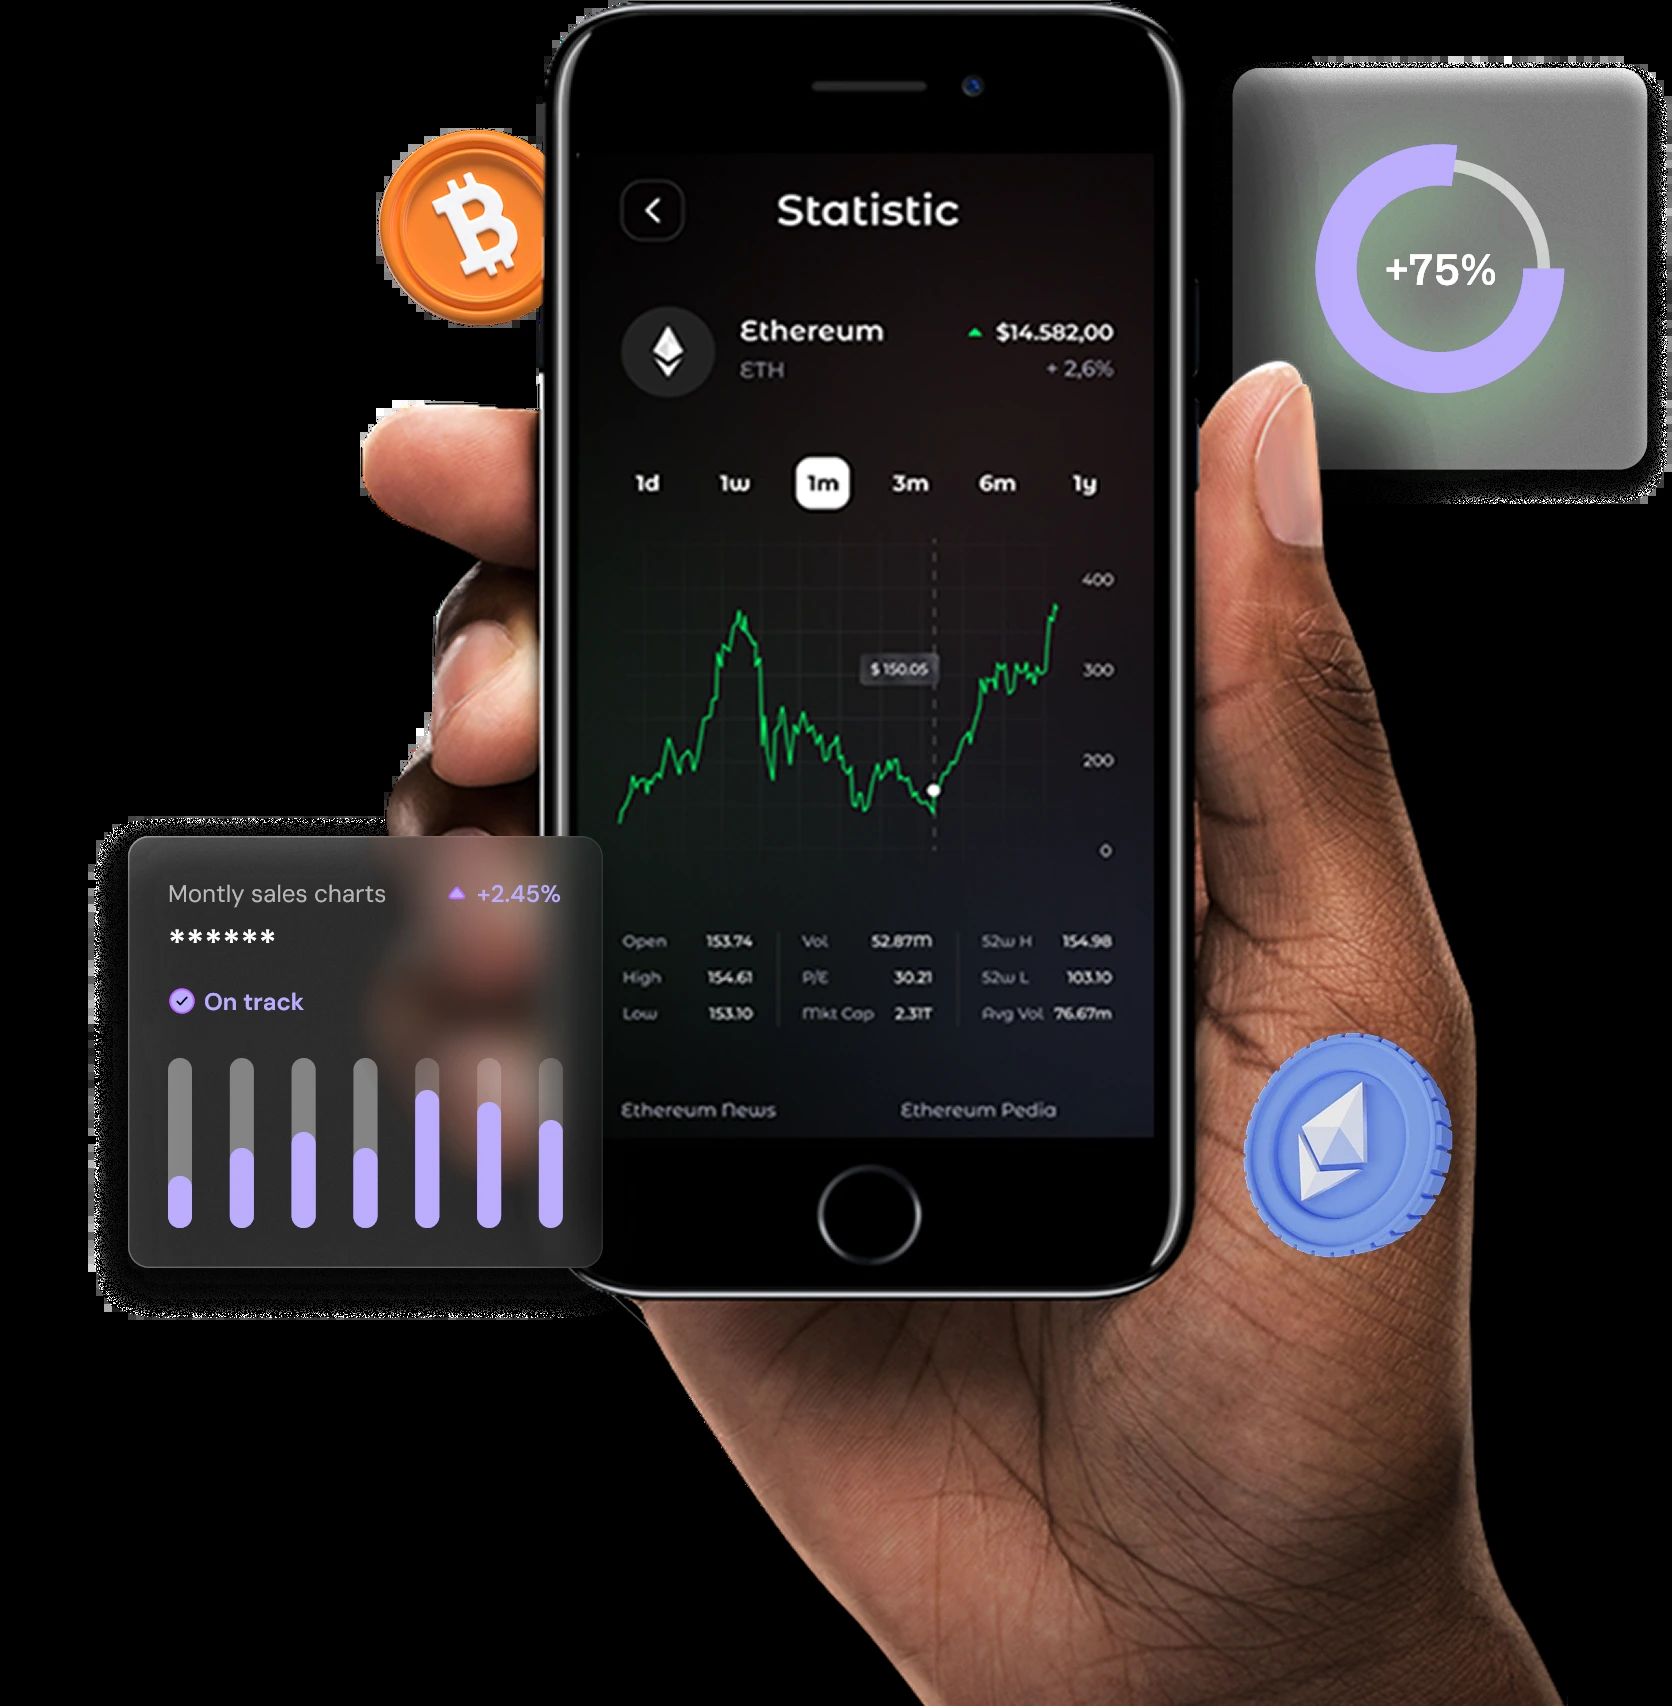 Statistic
+75%
Ethereum $14.582,00
ETH + 2,6%
1d 1w 1m 3m 6m 1y
400
$ 150.05
300
200
0
Montly sales charts +2.45%
******
On track
Open 153.74 Vol 52.87m 52w H 154.98
High 154.61 P/E 30.21 52w L 103.10
Low 153.10 Mkt Cap 2.31T Avg Vol 76.67m
Ethereum News Ethereum Pedia